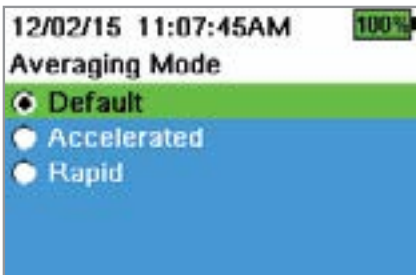 12/02/15 11:07:45AM 100%
Averaging Mode
Default
Accelerated
Rapid